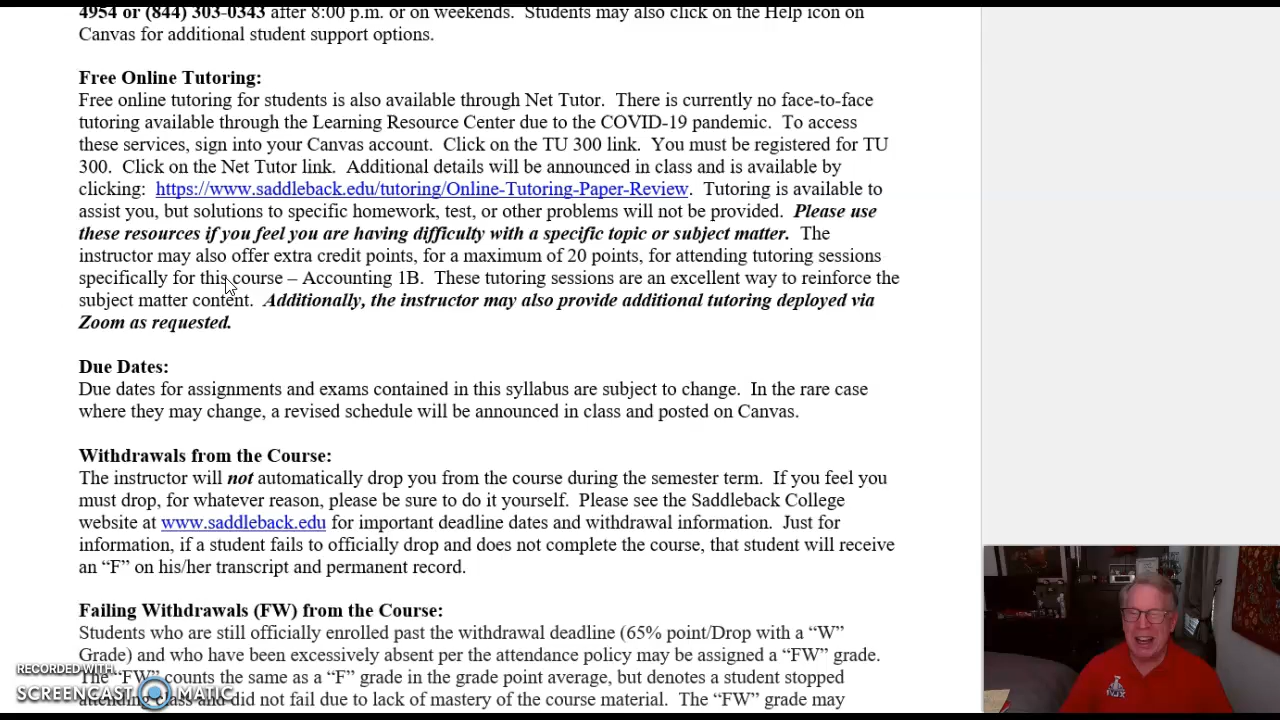 4954 or (844) 303-0343 after 8:00 p.m. or on weekends.  Students may also click on the Help icon on
Canvas for additional student support options.
Free Online Tutoring:
Free online tutoring for students is also available through Net Tutor.  There is currently no face-to-face
tutoring available through the Learning Resource Center due to the COVID-19 pandemic.  To access
these services, sign into your Canvas account.  Click on the TU 300 link.  You must be registered for TU
300.  Click on the Net Tutor link.  Additional details will be announced in class and is available by
clicking:  https://www.saddleback.edu/tutoring/Online-Tutoring-Paper-Review.  Tutoring is available to
assist you, but solutions to specific homework, test, or other problems will not be provided.  Please use
these resources if you feel you are having difficulty with a specific topic or subject matter.  The
instructor may also offer extra credit points, for a maximum of 20 points, for attending tutoring sessions
specifically for this course – Accounting 1B.  These tutoring sessions are an excellent way to reinforce the
subject matter content.  Additionally, the instructor may also provide additional tutoring deployed via
Zoom as requested.
Due Dates:
Due dates for assignments and exams contained in this syllabus are subject to change.  In the rare case
where they may change, a revised schedule will be announced in class and posted on Canvas.
Withdrawals from the Course:
The instructor will not automatically drop you from the course during the semester term.  If you feel you
must drop, for whatever reason, please be sure to do it yourself.  Please see the Saddleback College
website at www.saddleback.edu for important deadline dates and withdrawal information.  Just for
information, if a student fails to officially drop and does not complete the course, that student will receive
an “F” on his/her transcript and permanent record.
Failing Withdrawals (FW) from the Course:
Students who are still officially enrolled past the withdrawal deadline (65% point/Drop with a “W”
Grade) and who have been excessively absent per the attendance policy may be assigned a “FW” grade.
The “FW” counts the same as a “F” grade in the grade point average, but denotes a student stopped
attending class and did not fail due to lack of mastery of the course material.  The “FW” grade may
RECORDED WITH
SCREENCAST MATIC